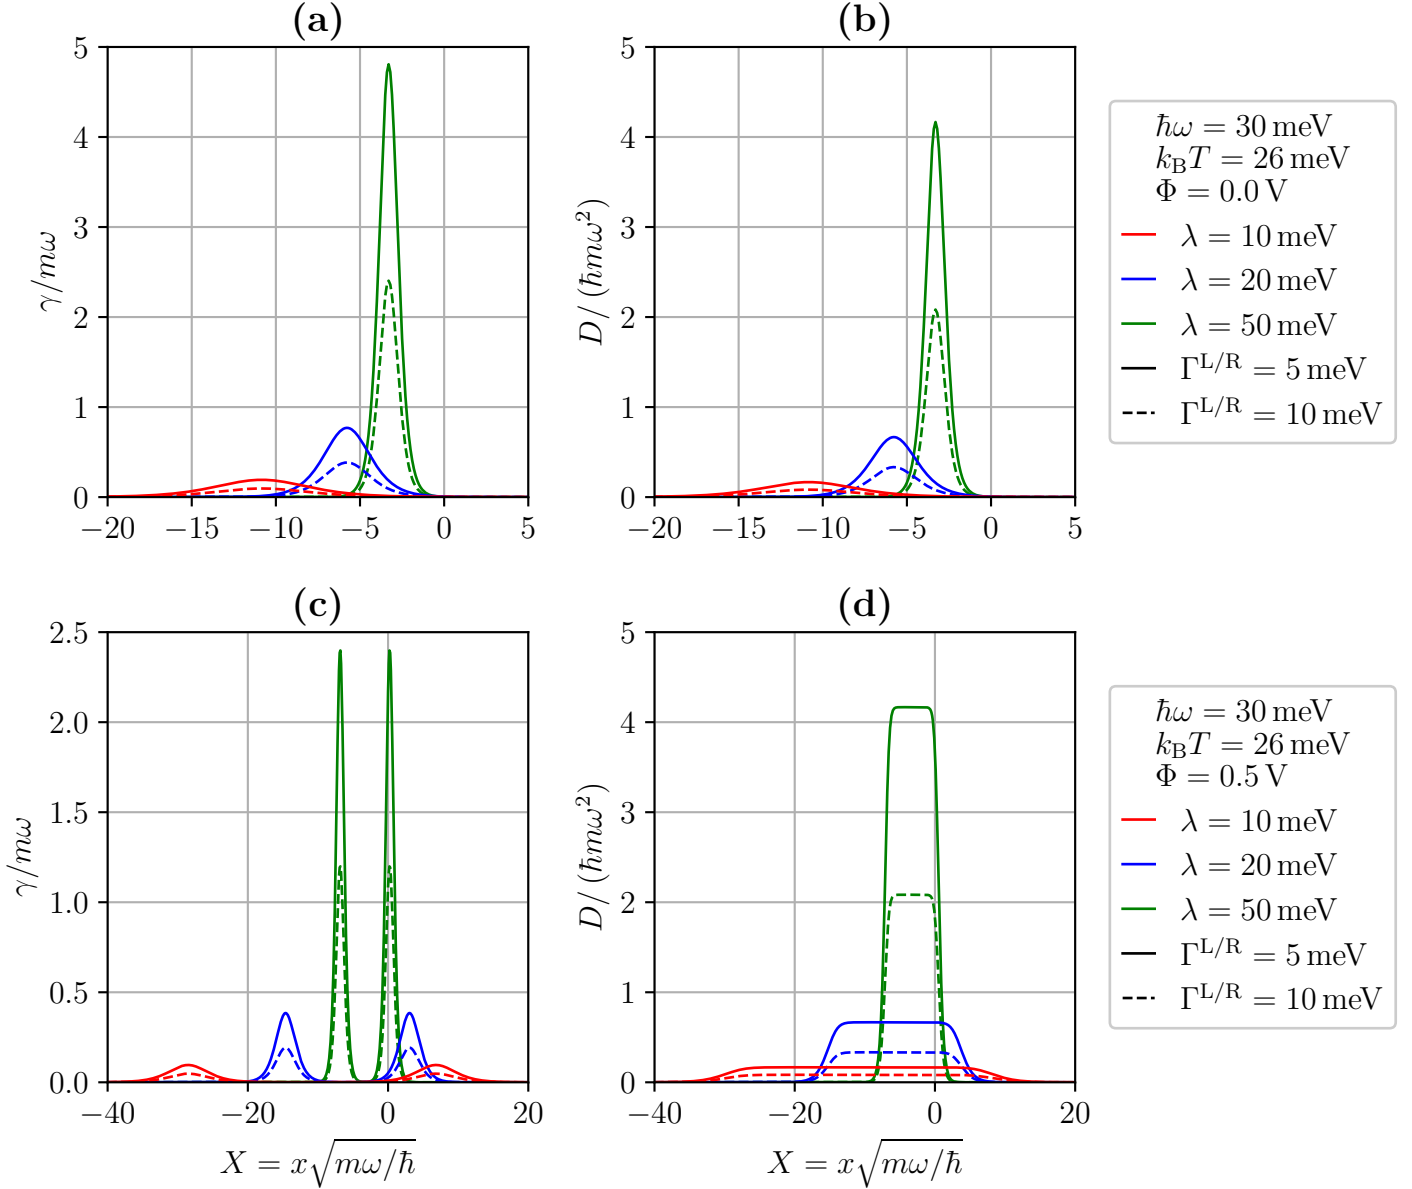 (a)
5
4
3
2
1
0
−20 −15 −10 −5 0 5
γ/mω
(b)
5
4
3
2
1
0
−20 −15 −10 −5 0 5
D/(ℏmω²)
ℏω = 30 meV
k_BT = 26 meV
Φ = 0.0 V
λ = 10 meV
λ = 20 meV
λ = 50 meV
Γ^{L/R} = 5 meV
Γ^{L/R} = 10 meV
(c)
2.5
2.0
1.5
1.0
0.5
0.0
−40 −20 0 20
γ/mω
X = x√(mω/ℏ)
(d)
5
4
3
2
1
0
−40 −20 0 20
D/(ℏmω²)
X = x√(mω/ℏ)
ℏω = 30 meV
k_BT = 26 meV
Φ = 0.5 V
λ = 10 meV
λ = 20 meV
λ = 50 meV
Γ^{L/R} = 5 meV
Γ^{L/R} = 10 meV